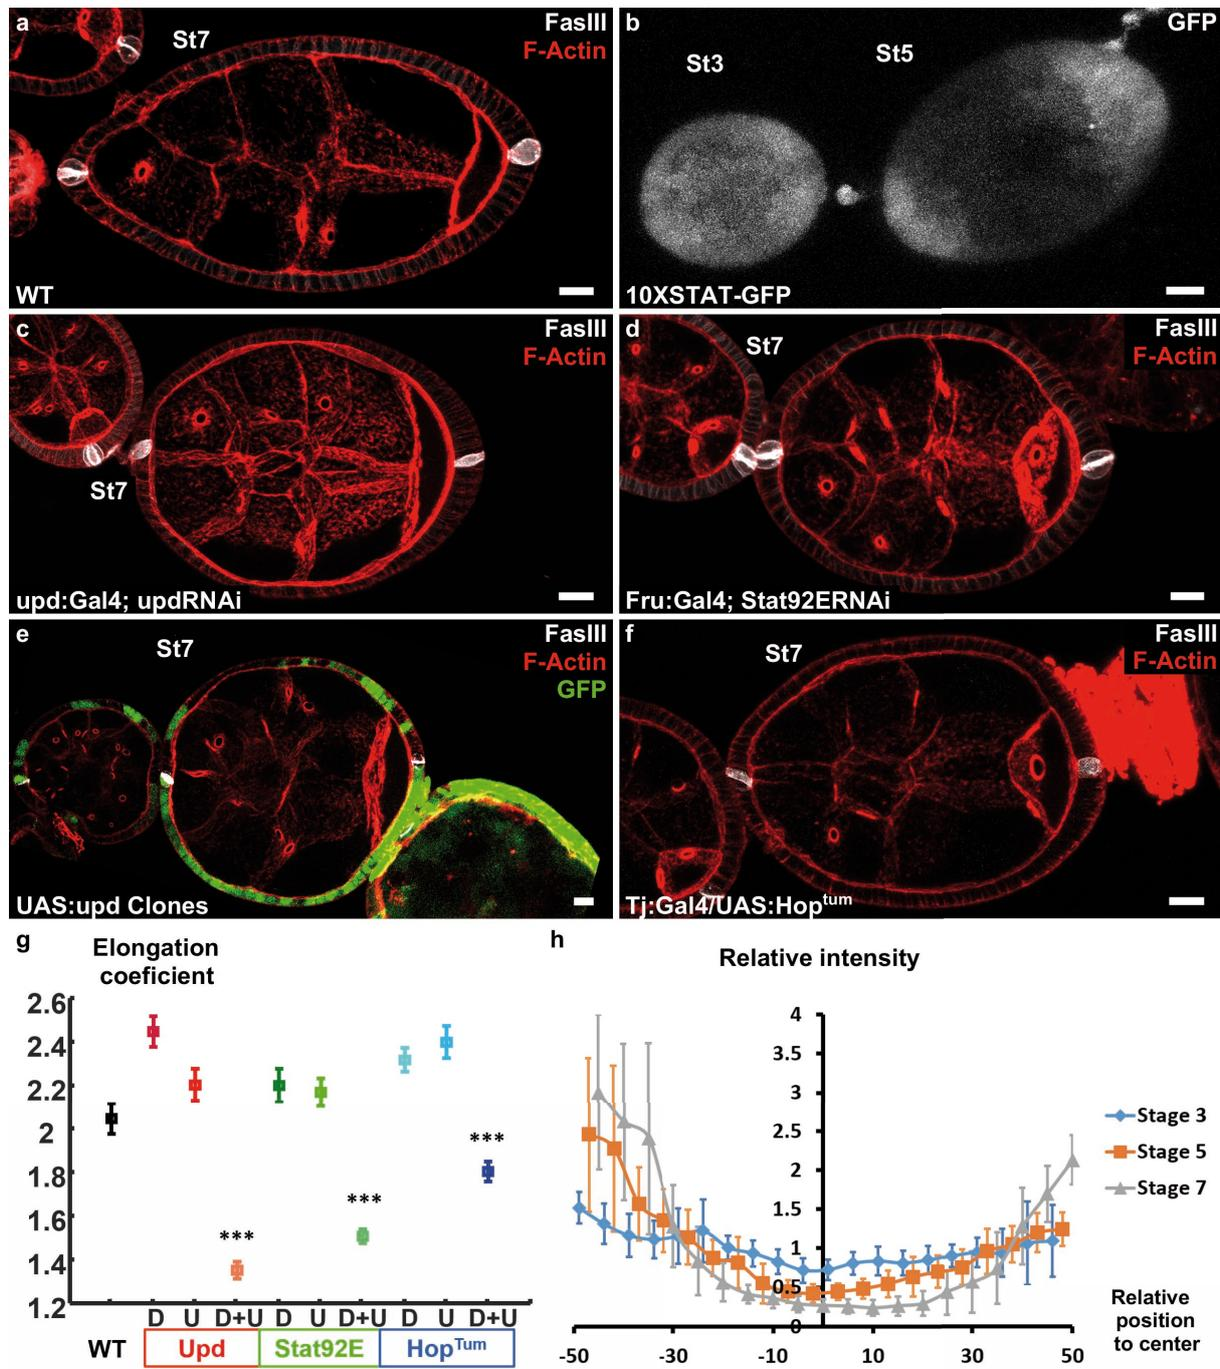 a
St7
FasIII
F-Actin
WT
b
St3
St5
GFP
10XSTAT-GFP
c
FasIII
F-Actin
St7
upd:Gal4; updRNAi
d
St7
FasIII
F-Actin
Fru:Gal4; Stat92ERNAi
e
St7
FasIII
F-Actin
GFP
UAS:upd Clones
f
St7
FasIII
F-Actin
Tj:Gal4/UAS:Hoptum
g
Elongation
coeficient
2.6
2.4
2.2
2
1.8
1.6
1.4
1.2
***
***
***
D U D+U D U D+U D U D+U
WT Upd Stat92E HopTum
h
Relative intensity
4
3.5
3
2.5
2
1.5
1
0.5
0
Stage 3
Stage 5
Stage 7
Relative
position
to center
-50 -30 -10 10 30 50